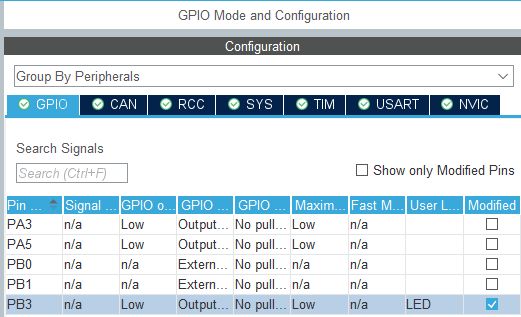 GPIO Mode and Configuration
Configuration
Group By Peripherals
GPIO CAN RCC SYS TIM USART NVIC
Search Signals
Search (Ctrl+F) Show only Modified Pins
Pin ... Signal ... GPIO o... GPIO ... GPIO ... Maxim... Fast M... User L... Modified
PA3 n/a Low Output... No pull... Low n/a
PA5 n/a Low Output... No pull... Low n/a
PB0 n/a n/a Extern... No pull... n/a n/a
PB1 n/a n/a Extern... No pull... n/a n/a
PB3 n/a Low Output... No pull... Low n/a LED